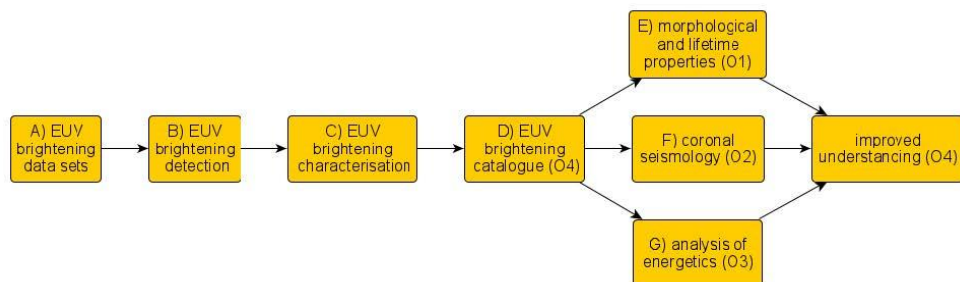 A) EUV
brightening
data sets
B) EUV
brightening
detection
C) EUV
brightening
characterisation
D) EUV
brightening
catalogue (O4)
E) morphological
and lifetime
properties (O1)
F) coronal
seismology (O2)
G) analysis of
energetics (O3)
improved
understancing (O4)